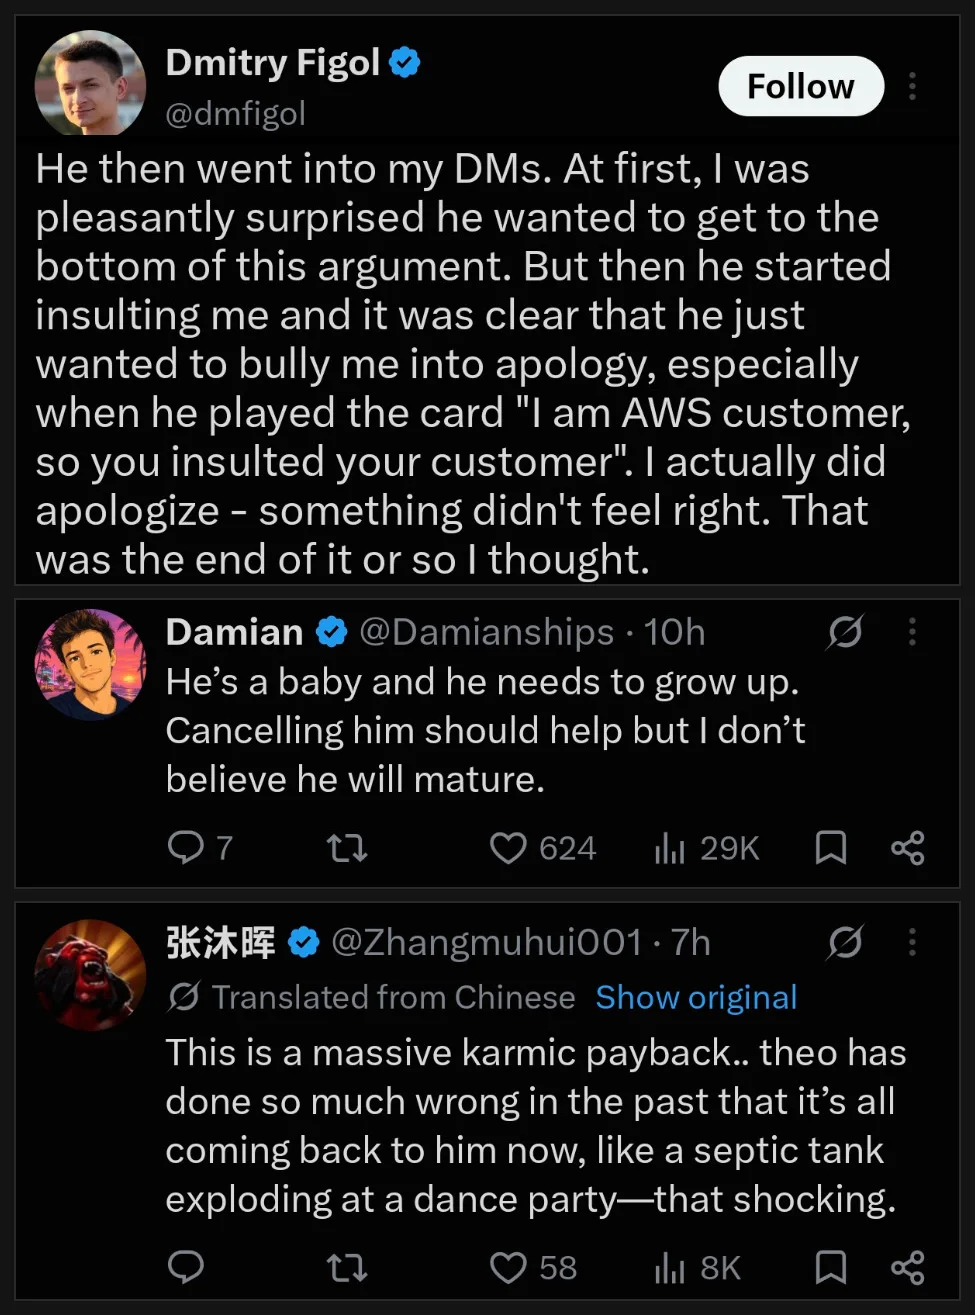 Dmitry Figol
@dmfigol
Follow
He then went into my DMs. At first, I was
pleasantly surprised he wanted to get to the
bottom of this argument. But then he started
insulting me and it was clear that he just
wanted to bully me into apology, especially
when he played the card "I am AWS customer,
so you insulted your customer". I actually did
apologize - something didn't feel right. That
was the end of it or so I thought.
Damian @Damianships · 10h
He’s a baby and he needs to grow up.
Cancelling him should help but I don’t
believe he will mature.
7 624 29K
张沐晖 @Zhangmuhui001 · 7h
Translated from Chinese Show original
This is a massive karmic payback.. theo has
done so much wrong in the past that it’s all
coming back to him now, like a septic tank
exploding at a dance party—that shocking.
58 8K